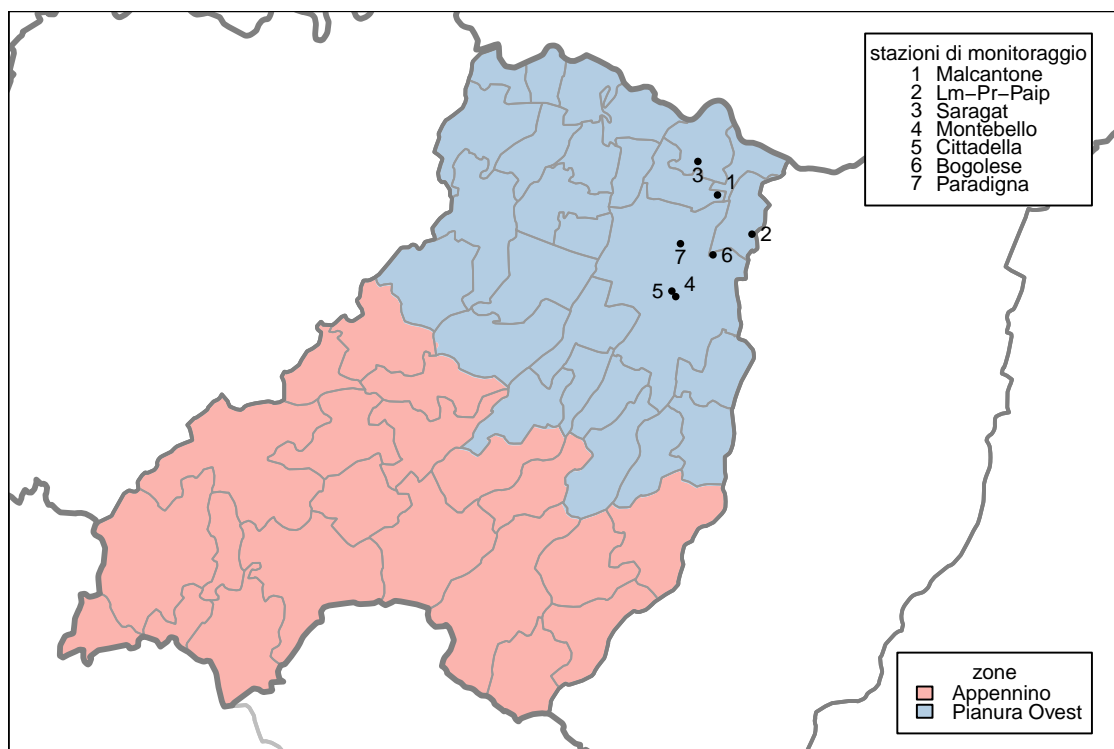 stazioni di monitoraggio
1 Malcantone
2 Lm−Pr−Paip
3 Saragat
4 Montebello
5 Cittadella
6 Bogolese
7 Paradigna
3
1
2
7
6
5
4
zone
Appennino
Pianura Ovest